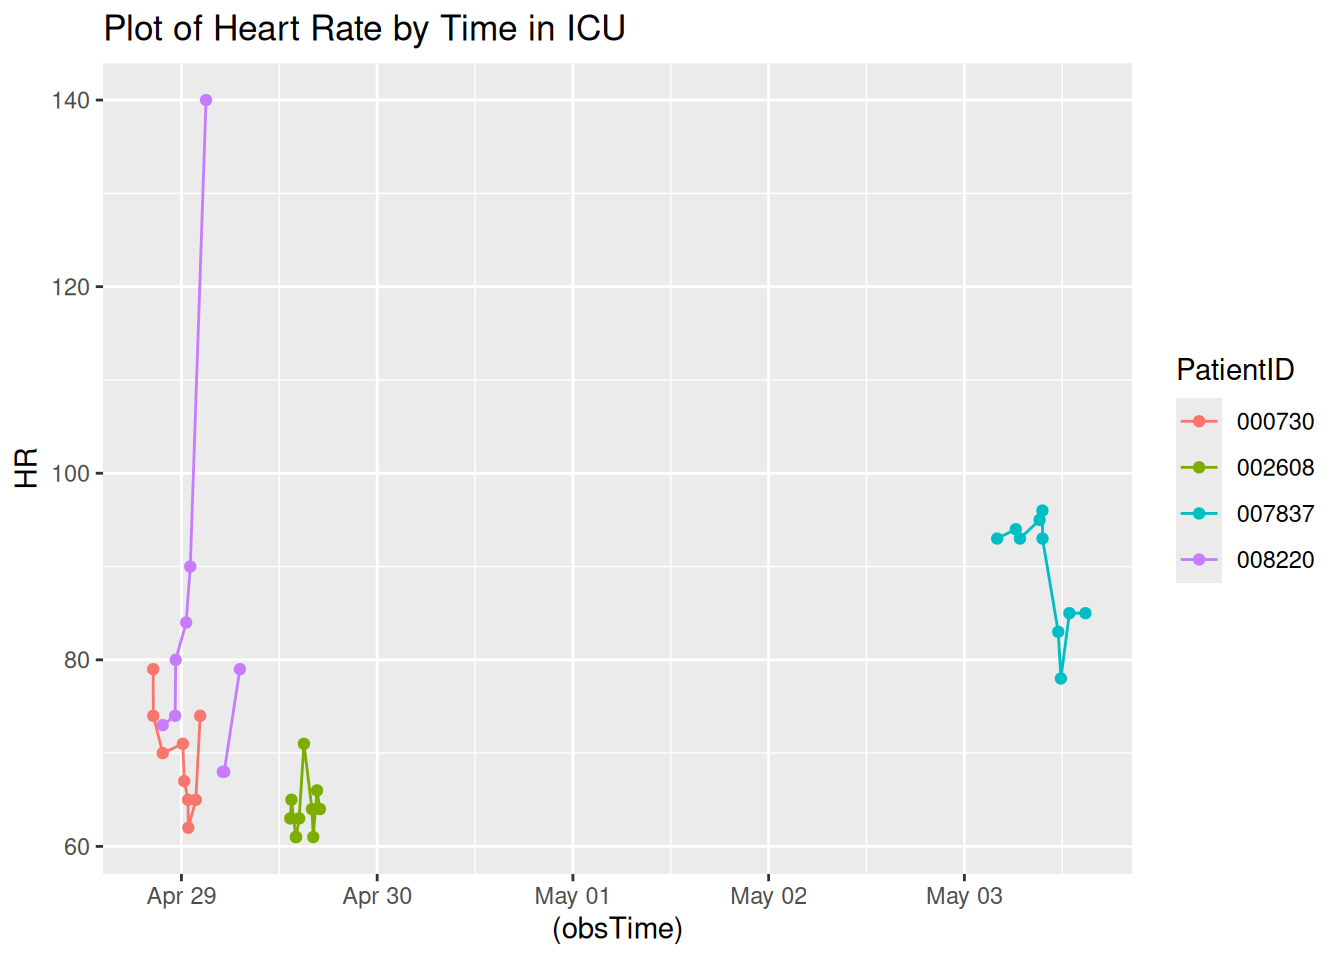 Plot of Heart Rate by Time in ICU
140
120
100
80
60
HR
Apr 29
Apr 30
May 01
May 02
May 03
(obsTime)
PatientID
000730
002608
007837
008220